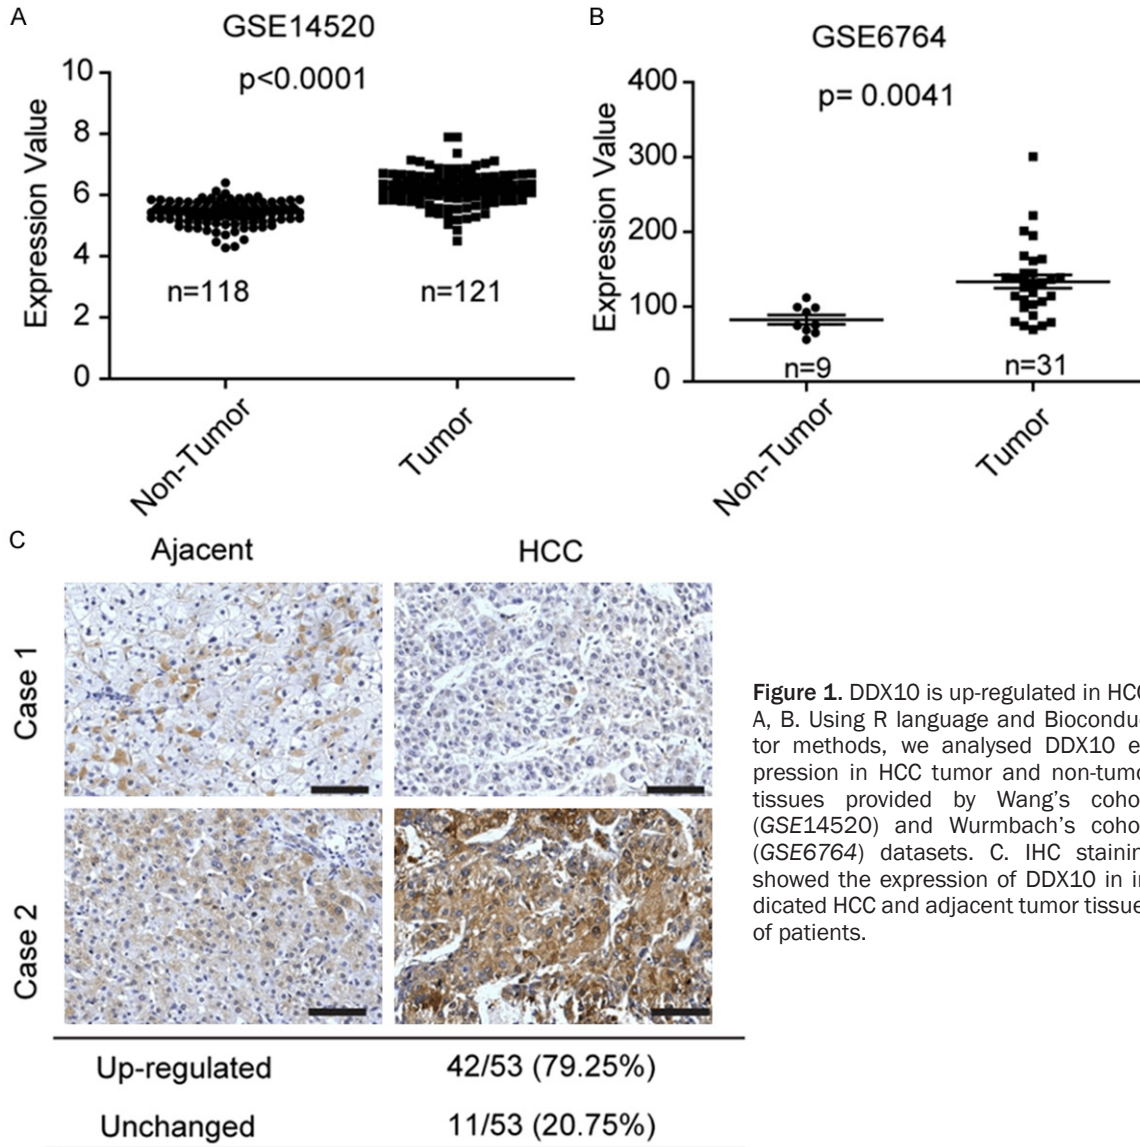 A
GSE14520
p<0.0001
Expression Value
10
8
6
4
2
0
n=118
n=121
Non-Tumor
Tumor
B
GSE6764
p= 0.0041
Expression Value
400
300
200
100
0
n=9
n=31
Non-Tumor
Tumor
C
Ajacent
HCC
Case 1
Case 2
Up-regulated
42/53 (79.25%)
Unchanged
11/53 (20.75%)
Figure 1. DDX10 is up-regulated in HCC
A, B. Using R language and Bioconduc
tor methods, we analysed DDX10 ex
pression in HCC tumor and non-tumo
tissues provided by Wang's cohor
(GSE14520) and Wurmbach's cohor
(GSE6764) datasets. C. IHC stainin
showed the expression of DDX10 in in
dicated HCC and adjacent tumor tissue
of patients.